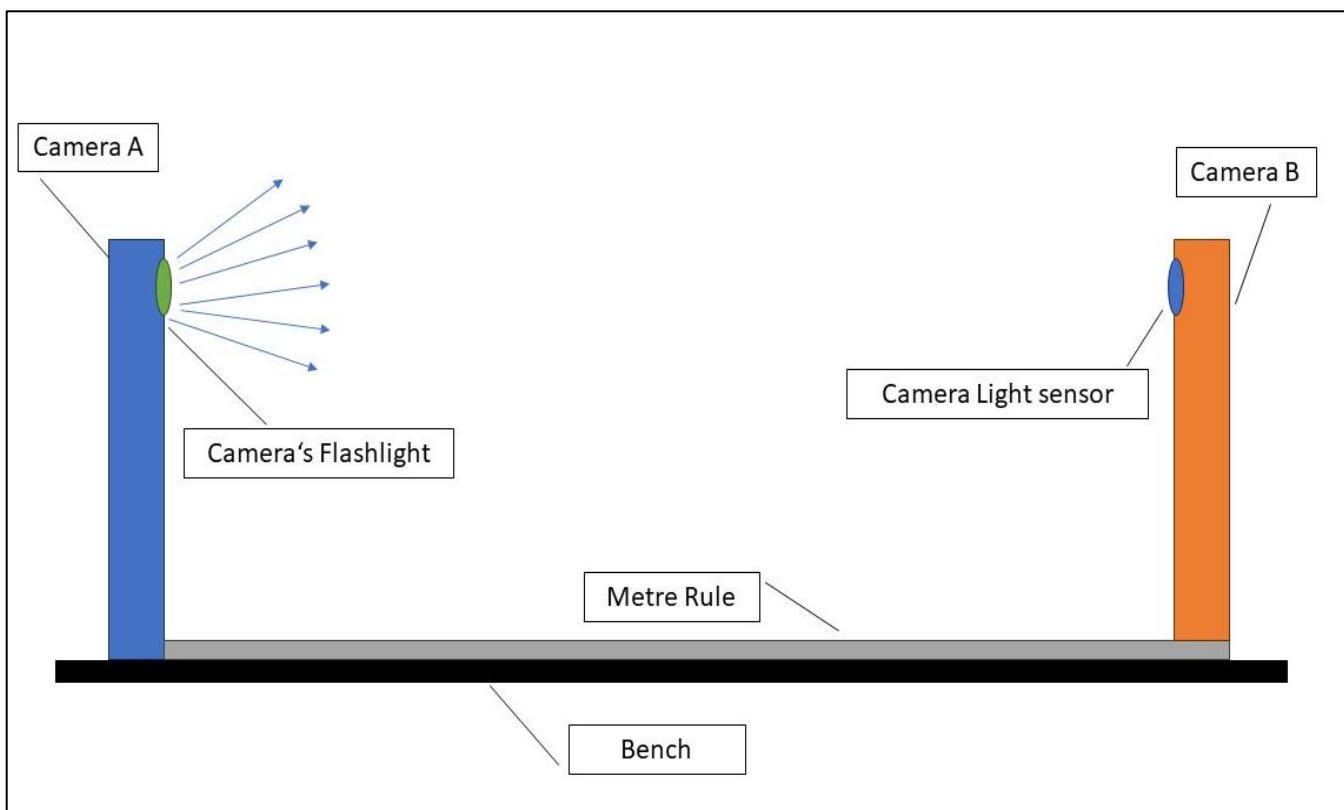 Camera A
Camera B
Camera Light sensor
Camera‘s Flashlight
Metre Rule
Bench